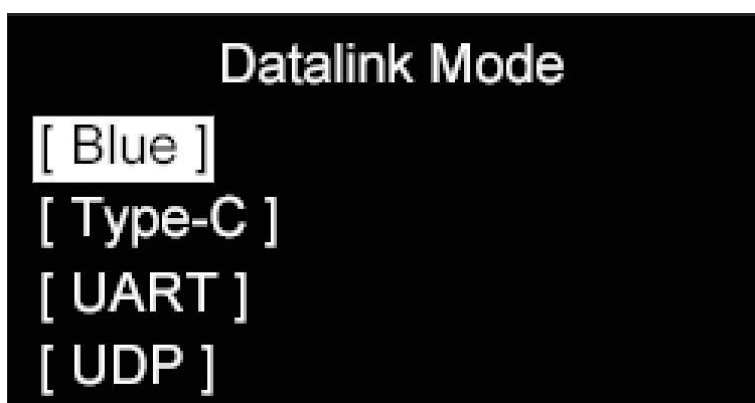 Datalink Mode
[ Blue ]
[ Type-C ]
[ UART ]
[ UDP ]